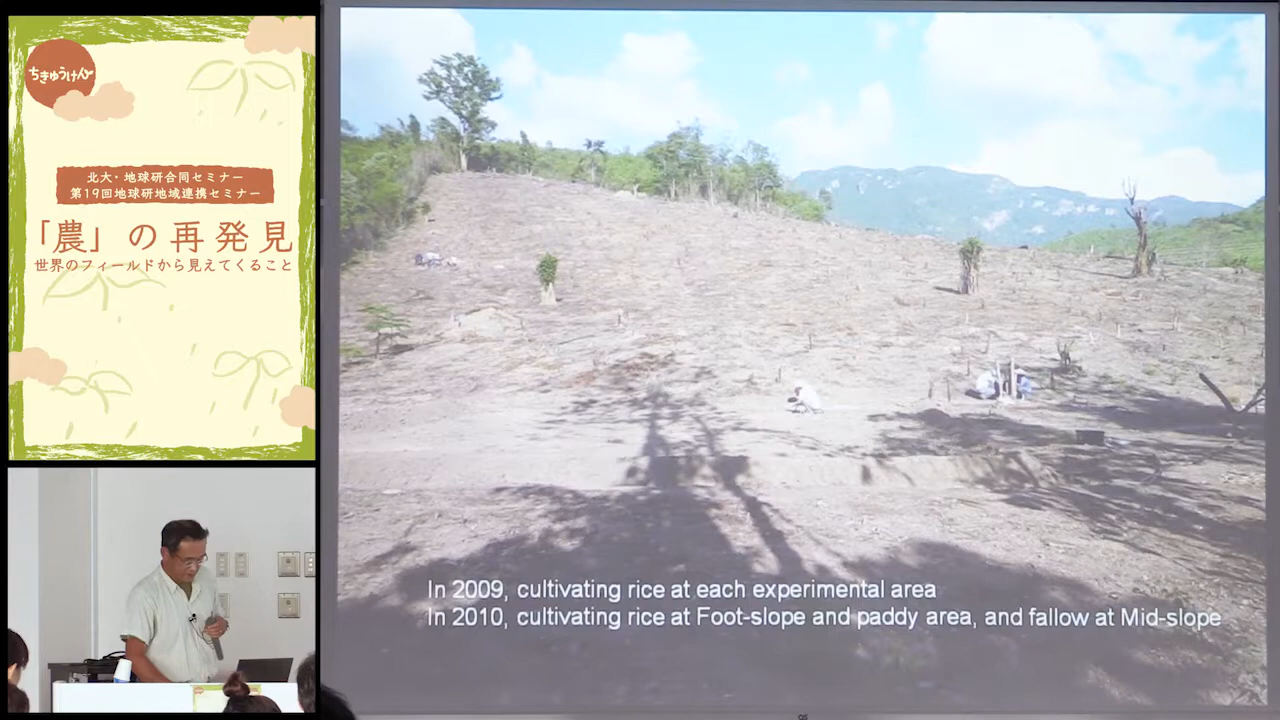 ちきゅうけん
北大・地球研合同セミナー
第19回地球研地域連携セミナー
「農」の再発見
世界のフィールドから見えてくること
In 2009, cultivating rice at each experimental area
In 2010, cultivating rice at Foot-slope and paddy area, and fallow at Mid-slope